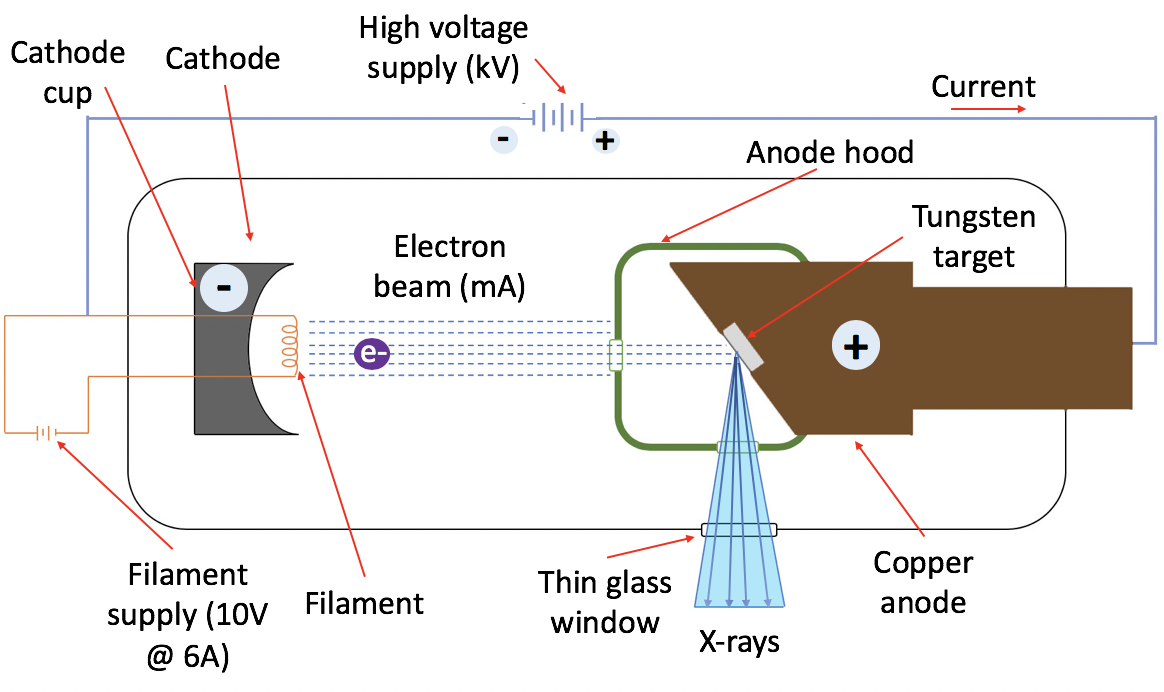 High voltage
supply (kV)
Cathode
cup
Cathode
Current
-
+
Anode hood
Tungsten
target
Electron
beam (mA)
-
e-
+
Filament
supply (10V
@ 6A)
Filament
Thin glass
window
X-rays
Copper
anode